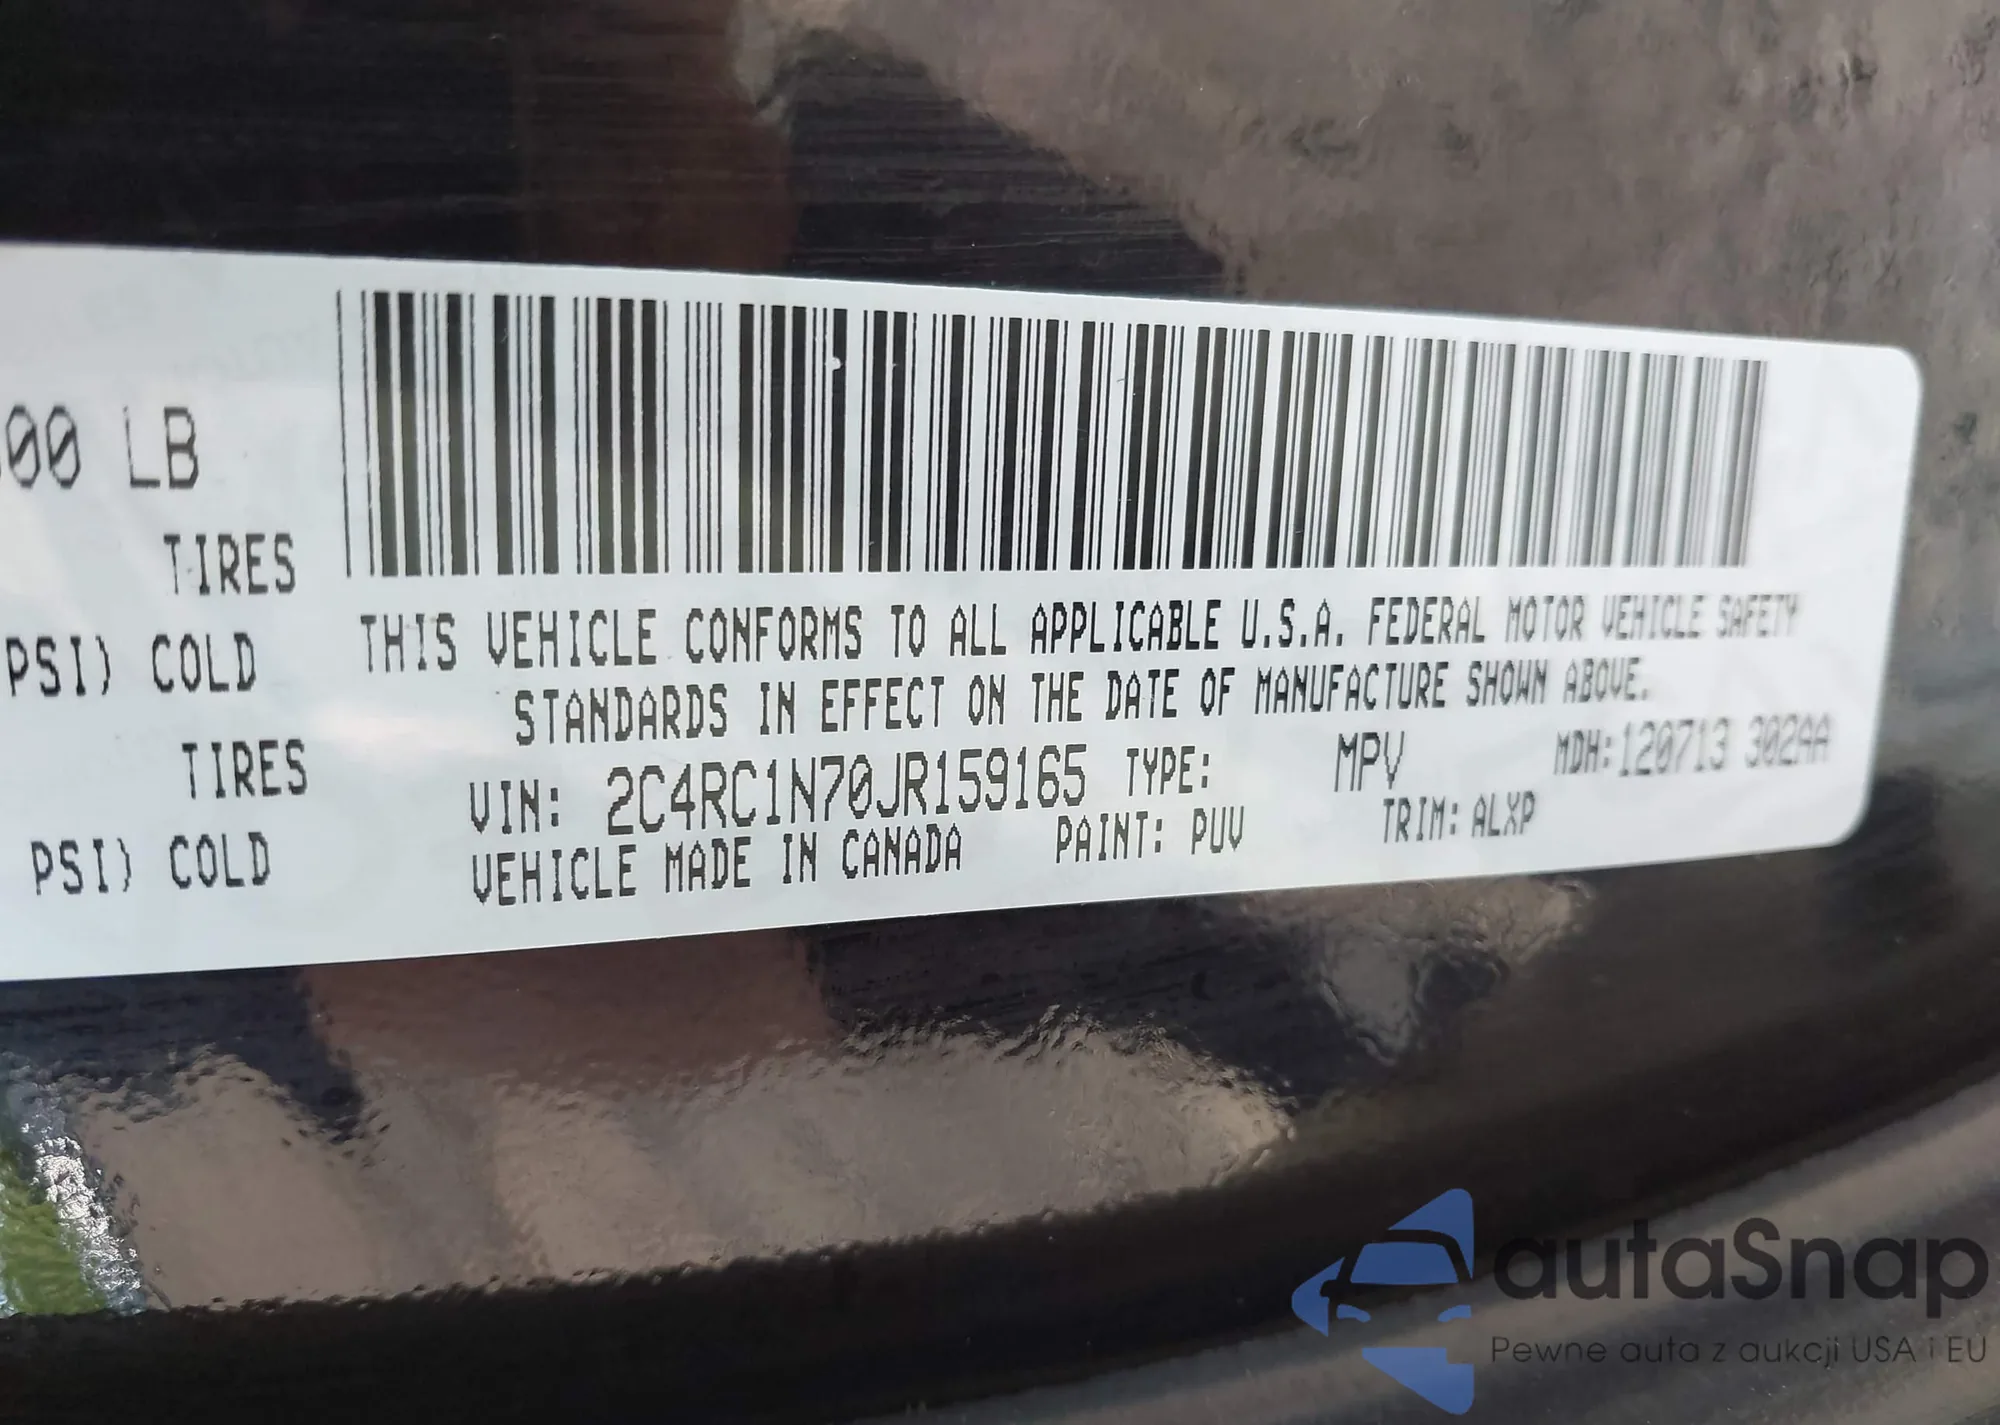 00 LB
TIRES
PSI) COLD
TIRES
PSI) COLD
THIS VEHICLE CONFORMS TO ALL APPLICABLE U.S.A. FEDERAL MOTOR VEHICLE SAFETY
STANDARDS IN EFFECT ON THE DATE OF MANUFACTURE SHOWN ABOVE.
VIN: 2C4RC1N70JR159165 TYPE: MPV MDH:120713 302AA
VEHICLE MADE IN CANADA PAINT: PUV TRIM: ALXP
autaSnap
Pewne auta z aukcji USA i EU